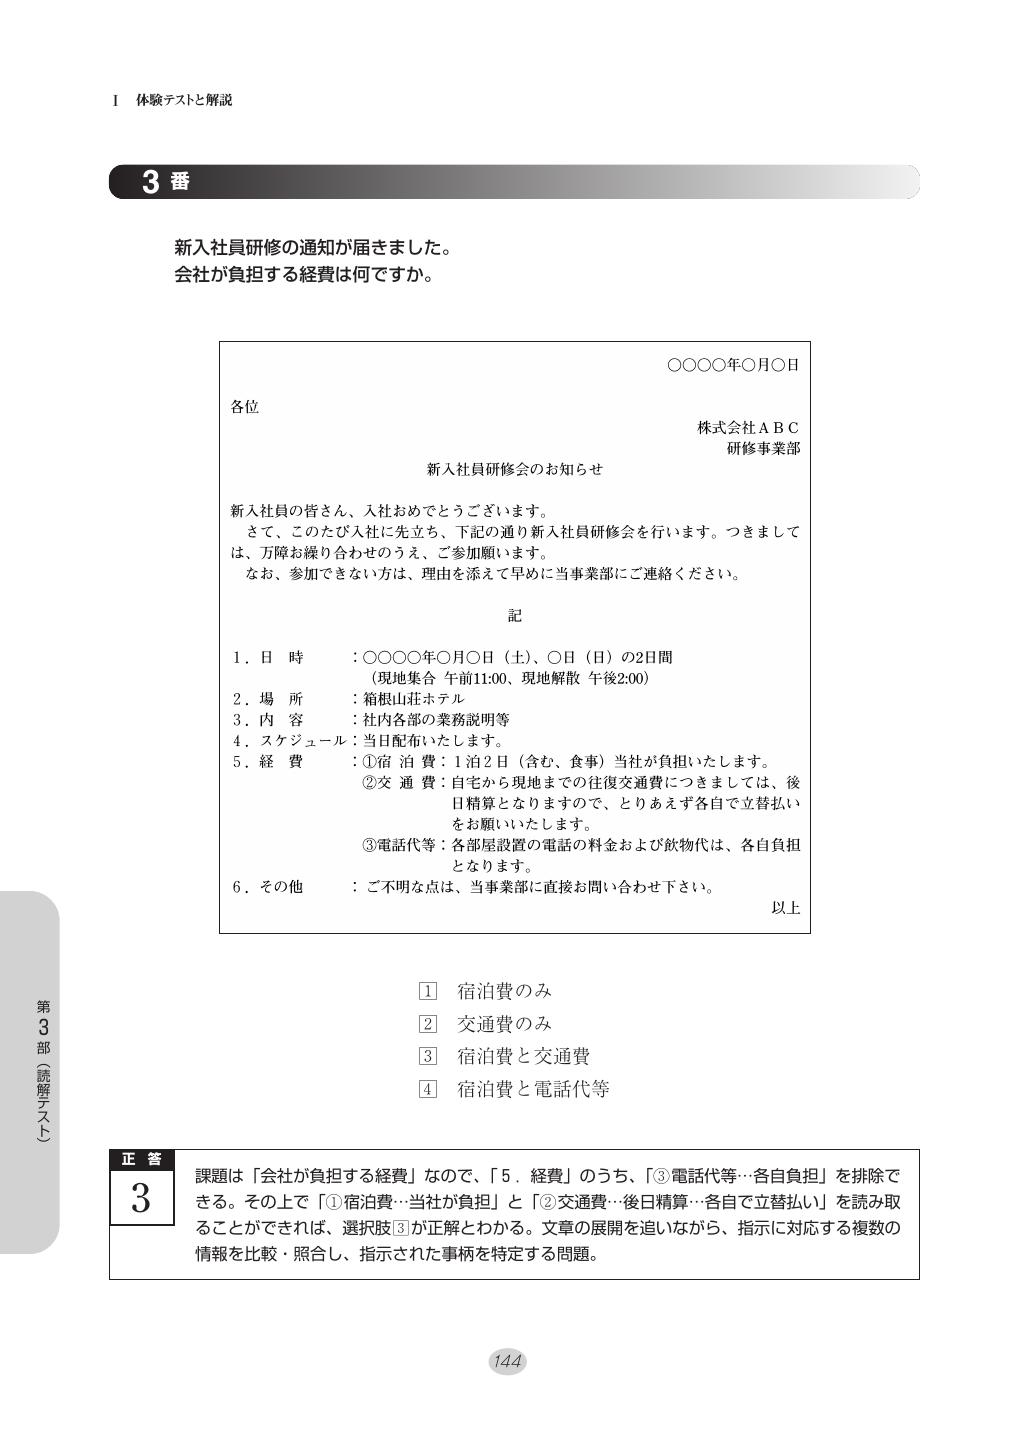 Ⅰ　体験テストと解説
3 番
新入社員研修の通知が届きました。
会社が負担する経費は何ですか。
○○○○年○月○日
各位
株式会社ＡＢＣ
研修事業部
新入社員研修会のお知らせ
新入社員の皆さん、入社おめでとうございます。
　さて、このたび入社に先立ち、下記の通り新入社員研修会を行います。つきまして
は、万障お繰り合わせのうえ、ご参加願います。
　なお、参加できない方は、理由を添えて早めに当事業部にご連絡ください。
記
１．日　時　　　：○○○○年○月○日（土）、○日（日）の2日間
（現地集合 午前11:00、現地解散 午後2:00）
２．場　所　　　：箱根山荘ホテル
３．内　容　　　：社内各部の業務説明等
４．スケジュール：当日配布いたします。
５．経　費　　　：①宿 泊 費：１泊２日（含む、食事）当社が負担いたします。
②交 通 費：自宅から現地までの往復交通費につきましては、後
日精算となりますので、とりあえず各自で立替払い
をお願いいたします。
③電話代等：各部屋設置の電話の料金および飲物代は、各自負担
となります。
６．その他　　　：ご不明な点は、当事業部に直接お問い合わせ下さい。
以上
1　宿泊費のみ
2　交通費のみ
3　宿泊費と交通費
4　宿泊費と電話代等
第3部（読解テスト）
正 答
3
課題は「会社が負担する経費」なので、「５．経費」のうち、「③電話代等…各自負担」を排除で
きる。その上で「①宿泊費…当社が負担」と「②交通費…後日精算…各自で立替払い」を読み取
ることができれば、選択肢3が正解とわかる。文章の展開を追いながら、指示に対応する複数の
情報を比較・照合し、指示された事柄を特定する問題。
144